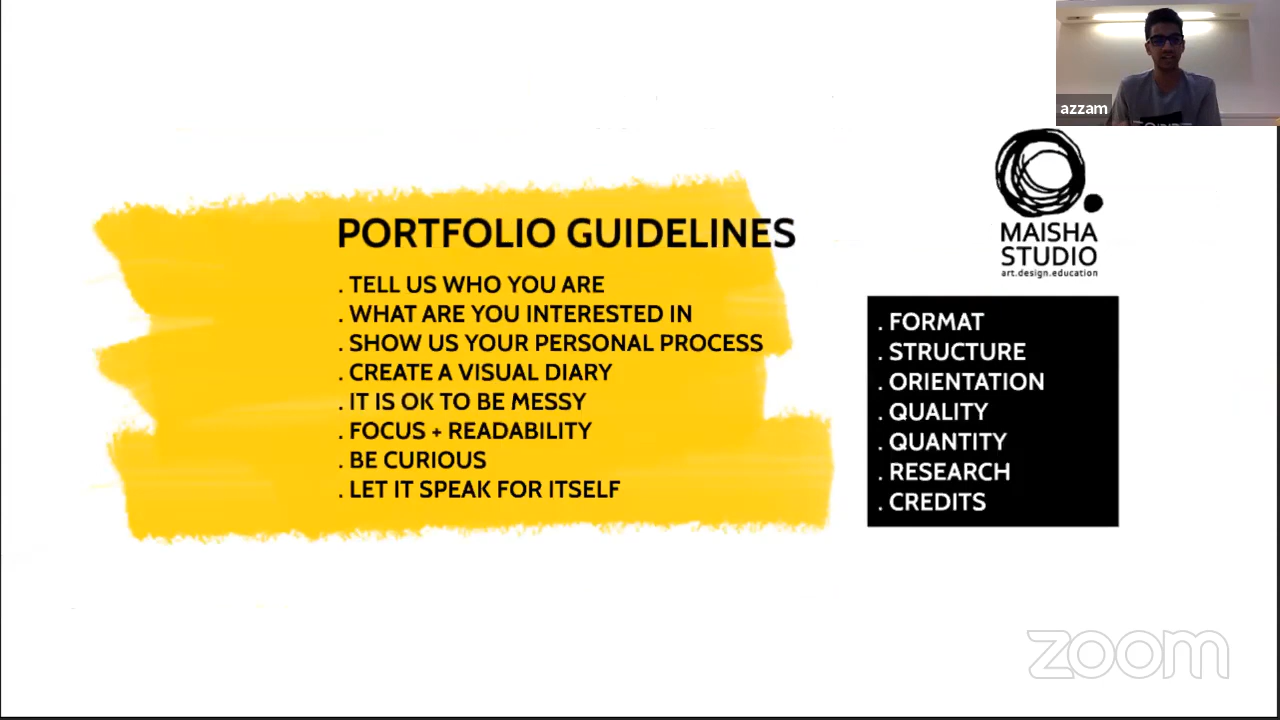 azzam
MAISHA
STUDIO
art.design.education
PORTFOLIO GUIDELINES
. TELL US WHO YOU ARE
. WHAT ARE YOU INTERESTED IN
. SHOW US YOUR PERSONAL PROCESS
. CREATE A VISUAL DIARY
. IT IS OK TO BE MESSY
. FOCUS + READABILITY
. BE CURIOUS
. LET IT SPEAK FOR ITSELF
. FORMAT
. STRUCTURE
. ORIENTATION
. QUALITY
. QUANTITY
. RESEARCH
. CREDITS
zoom